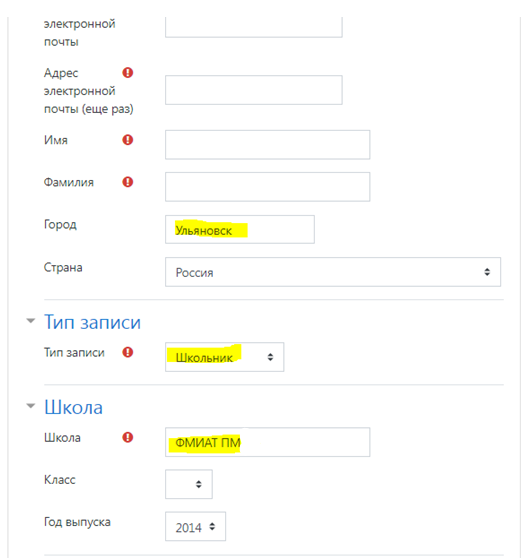 электронной
почты
Адрес
электронной
почты (еще раз)
Имя
Фамилия
Город Ульяновск
Страна Россия
Тип записи
Тип записи Школьник
Школа
Школа ФМИАТ ПМ
Класс
Год выпуска 2014